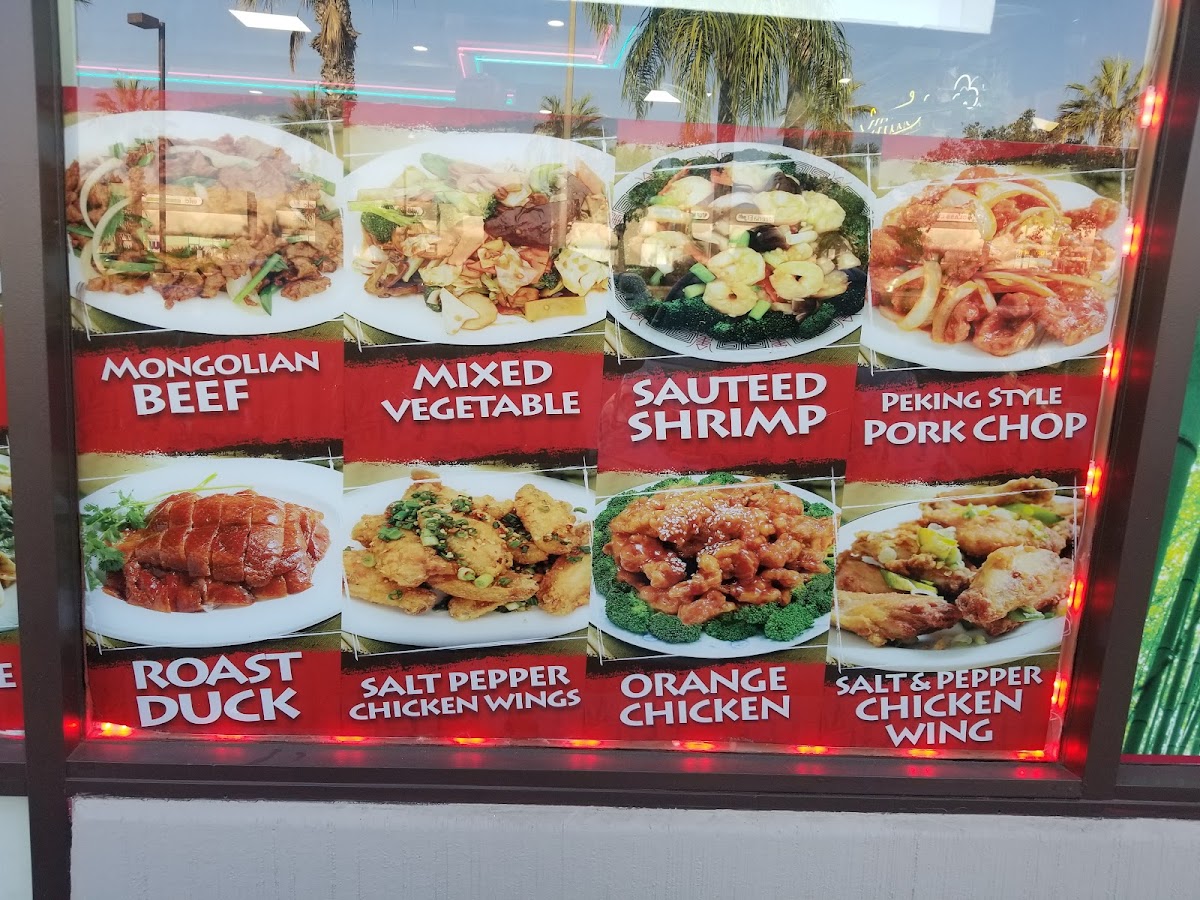 MONGOLIAN
BEEF
MIXED
VEGETABLE
SAUTEED
SHRIMP
PEKING STYLE
PORK CHOP
ROAST
DUCK
SALT PEPPER
CHICKEN WINGS
ORANGE
CHICKEN
SALT & PEPPER
CHICKEN
WING